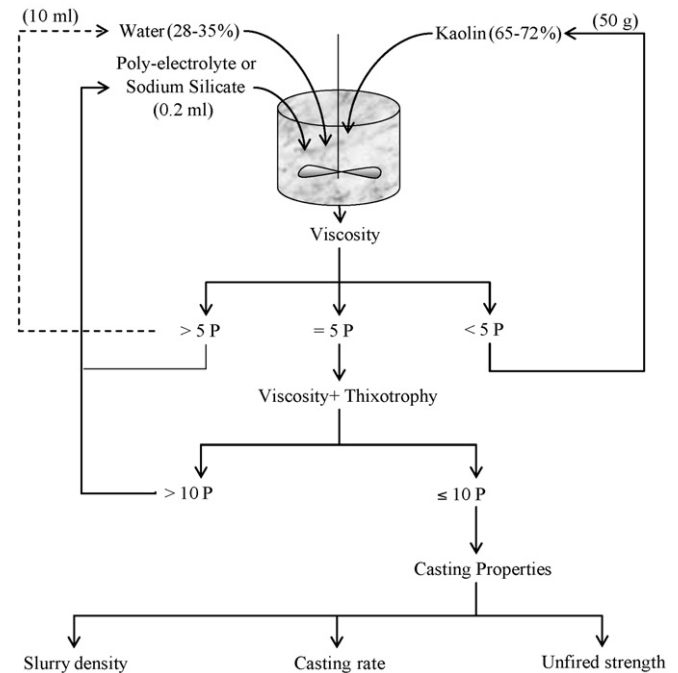 (10 ml)
(50 g)
Water (28-35%)
Kaolin (65-72%)
Poly-electrolyte or
Sodium Silicate
(0.2 ml)
Viscosity
> 5 P
= 5 P
< 5 P
Viscosity+ Thixotrophy
> 10 P
≤ 10 P
Casting Properties
Slurry density
Casting rate
Unfired strength